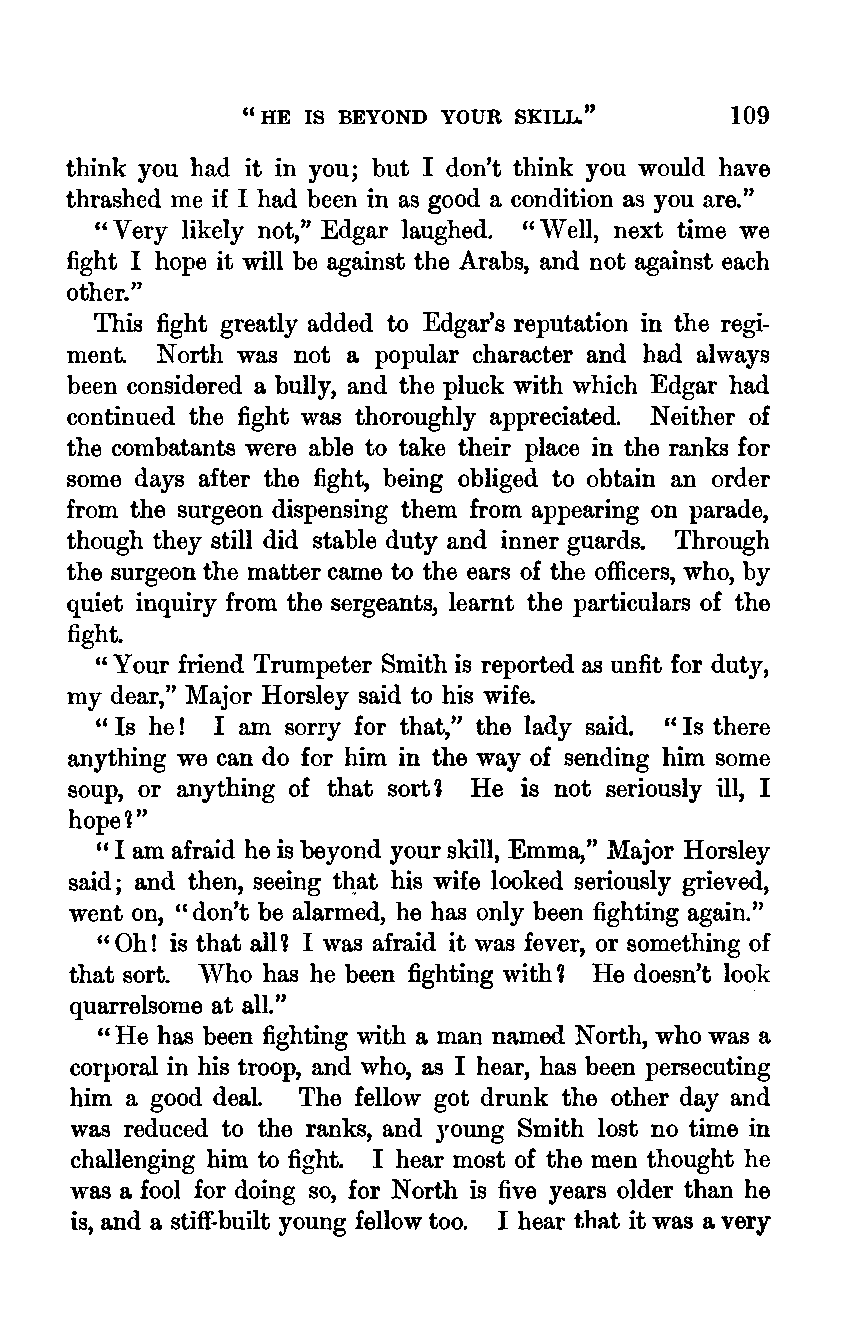 “HE IS BEYOND YOUR SKILL.” 109
think you had it in you; but I don’t think you would have
thrashed me if I had been in as good a condition as you are.”
“Very likely not,” Edgar laughed. “Well, next time we
fight I hope it will be against the Arabs, and not against each
other.”
This fight greatly added to Edgar’s reputation in the regi-
ment. North was not a popular character and had always
been considered a bully, and the pluck with which Edgar had
continued the fight was thoroughly appreciated. Neither of
the combatants were able to take their place in the ranks for
some days after the fight, being obliged to obtain an order
from the surgeon dispensing them from appearing on parade,
though they still did stable duty and inner guards. Through
the surgeon the matter came to the ears of the officers, who, by
quiet inquiry from the sergeants, learnt the particulars of the
fight.
“Your friend Trumpeter Smith is reported as unfit for duty,
my dear,” Major Horsley said to his wife.
“Is he! I am sorry for that,” the lady said. “Is there
anything we can do for him in the way of sending him some
soup, or anything of that sort? He is not seriously ill, I
hope?”
“I am afraid he is beyond your skill, Emma,” Major Horsley
said; and then, seeing that his wife looked seriously grieved,
went on, “don’t be alarmed, he has only been fighting again.”
“Oh! is that all? I was afraid it was fever, or something of
that sort. Who has he been fighting with? He doesn’t look
quarrelsome at all.”
“He has been fighting with a man named North, who was a
corporal in his troop, and who, as I hear, has been persecuting
him a good deal. The fellow got drunk the other day and
was reduced to the ranks, and young Smith lost no time in
challenging him to fight. I hear most of the men thought he
was a fool for doing so, for North is five years older than he
is, and a stiff-built young fellow too. I hear that it was a very